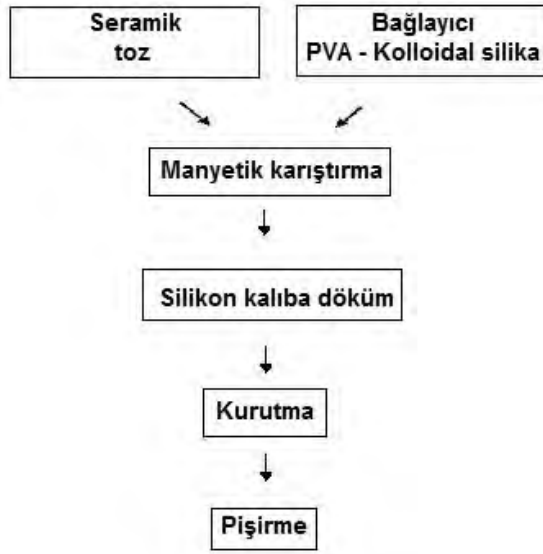 Seramik
toz
Bağlayıcı
PVA - Kolloidal silika
Manyetik karıştırma
Silikon kalıba döküm
Kurutma
Pişirme